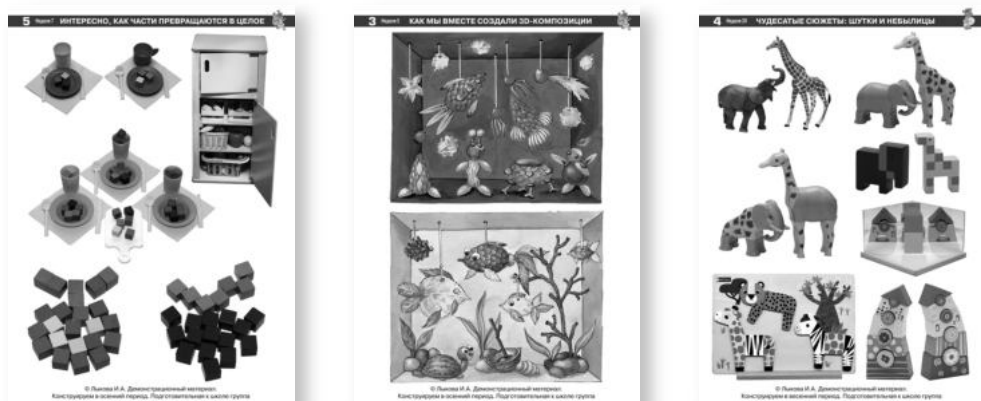 5 Неделя 7 ИНТЕРЕСНО, КАК ЧАСТИ ПРЕВРАЩАЮТСЯ В ЦЕЛОЕ
© Лыкова И.А. Демонстрационный материал.
Конструируем в осенний период. Подготовительная к школе группа
3 КАК МЫ ВМЕСТЕ СОЗДАЛИ 3D-КОМПОЗИЦИИ
© Лыкова И.А. Демонстрационный материал.
Конструируем в осенний период. Подготовительная к школе группа
4 ЧУДЕСАТЫЕ СЮЖЕТЫ: ШУТКИ И НЕБЫЛИЦЫ
© Лыкова И.А. Демонстрационный материал.
Конструируем в весенний период. Подготовительная к школе группа